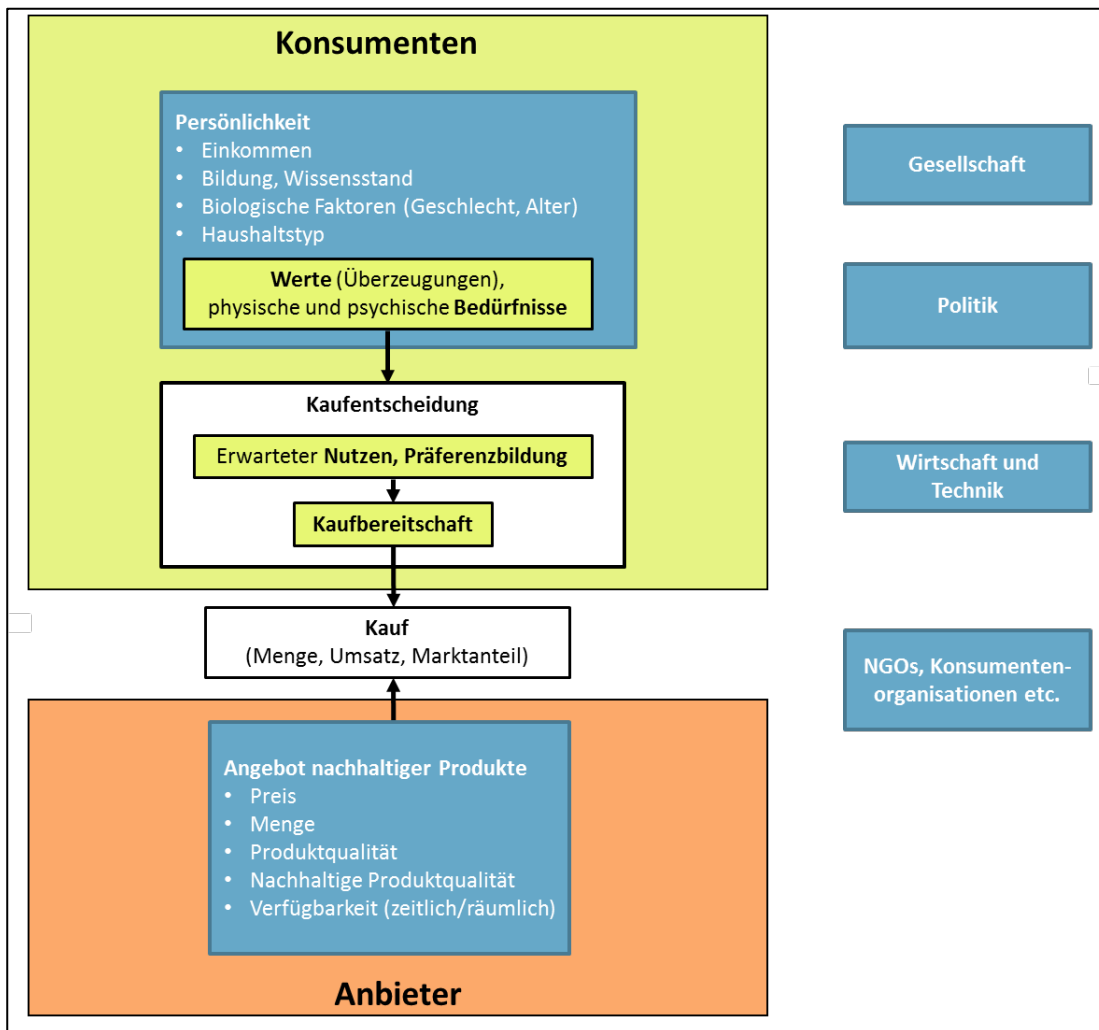 Konsumenten
Persönlichkeit
• Einkommen
• Bildung, Wissensstand
• Biologische Faktoren (Geschlecht, Alter)
• Haushaltstyp
Werte (Überzeugungen),
physische und psychische Bedürfnisse
Kaufentscheidung
Erwarteter Nutzen, Präferenzbildung
Kaufbereitschaft
Kauf
(Menge, Umsatz, Marktanteil)
Angebot nachhaltiger Produkte
• Preis
• Menge
• Produktqualität
• Nachhaltige Produktqualität
• Verfügbarkeit (zeitlich/räumlich)
Anbieter
Gesellschaft
Politik
Wirtschaft und
Technik
NGOs, Konsumenten-
organisationen etc.